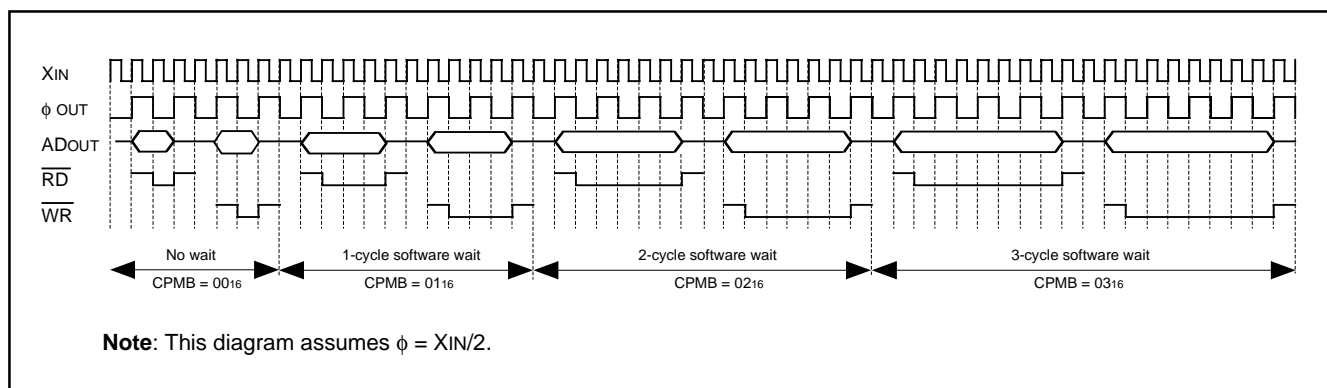 XIN
ϕ OUT
ADOUT
RD
WR
No wait
CPMB = 0016
1-cycle software wait
CPMB = 0116
2-cycle software wait
CPMB = 0216
3-cycle software wait
CPMB = 0316
Note: This diagram assumes ϕ = XIN/2.